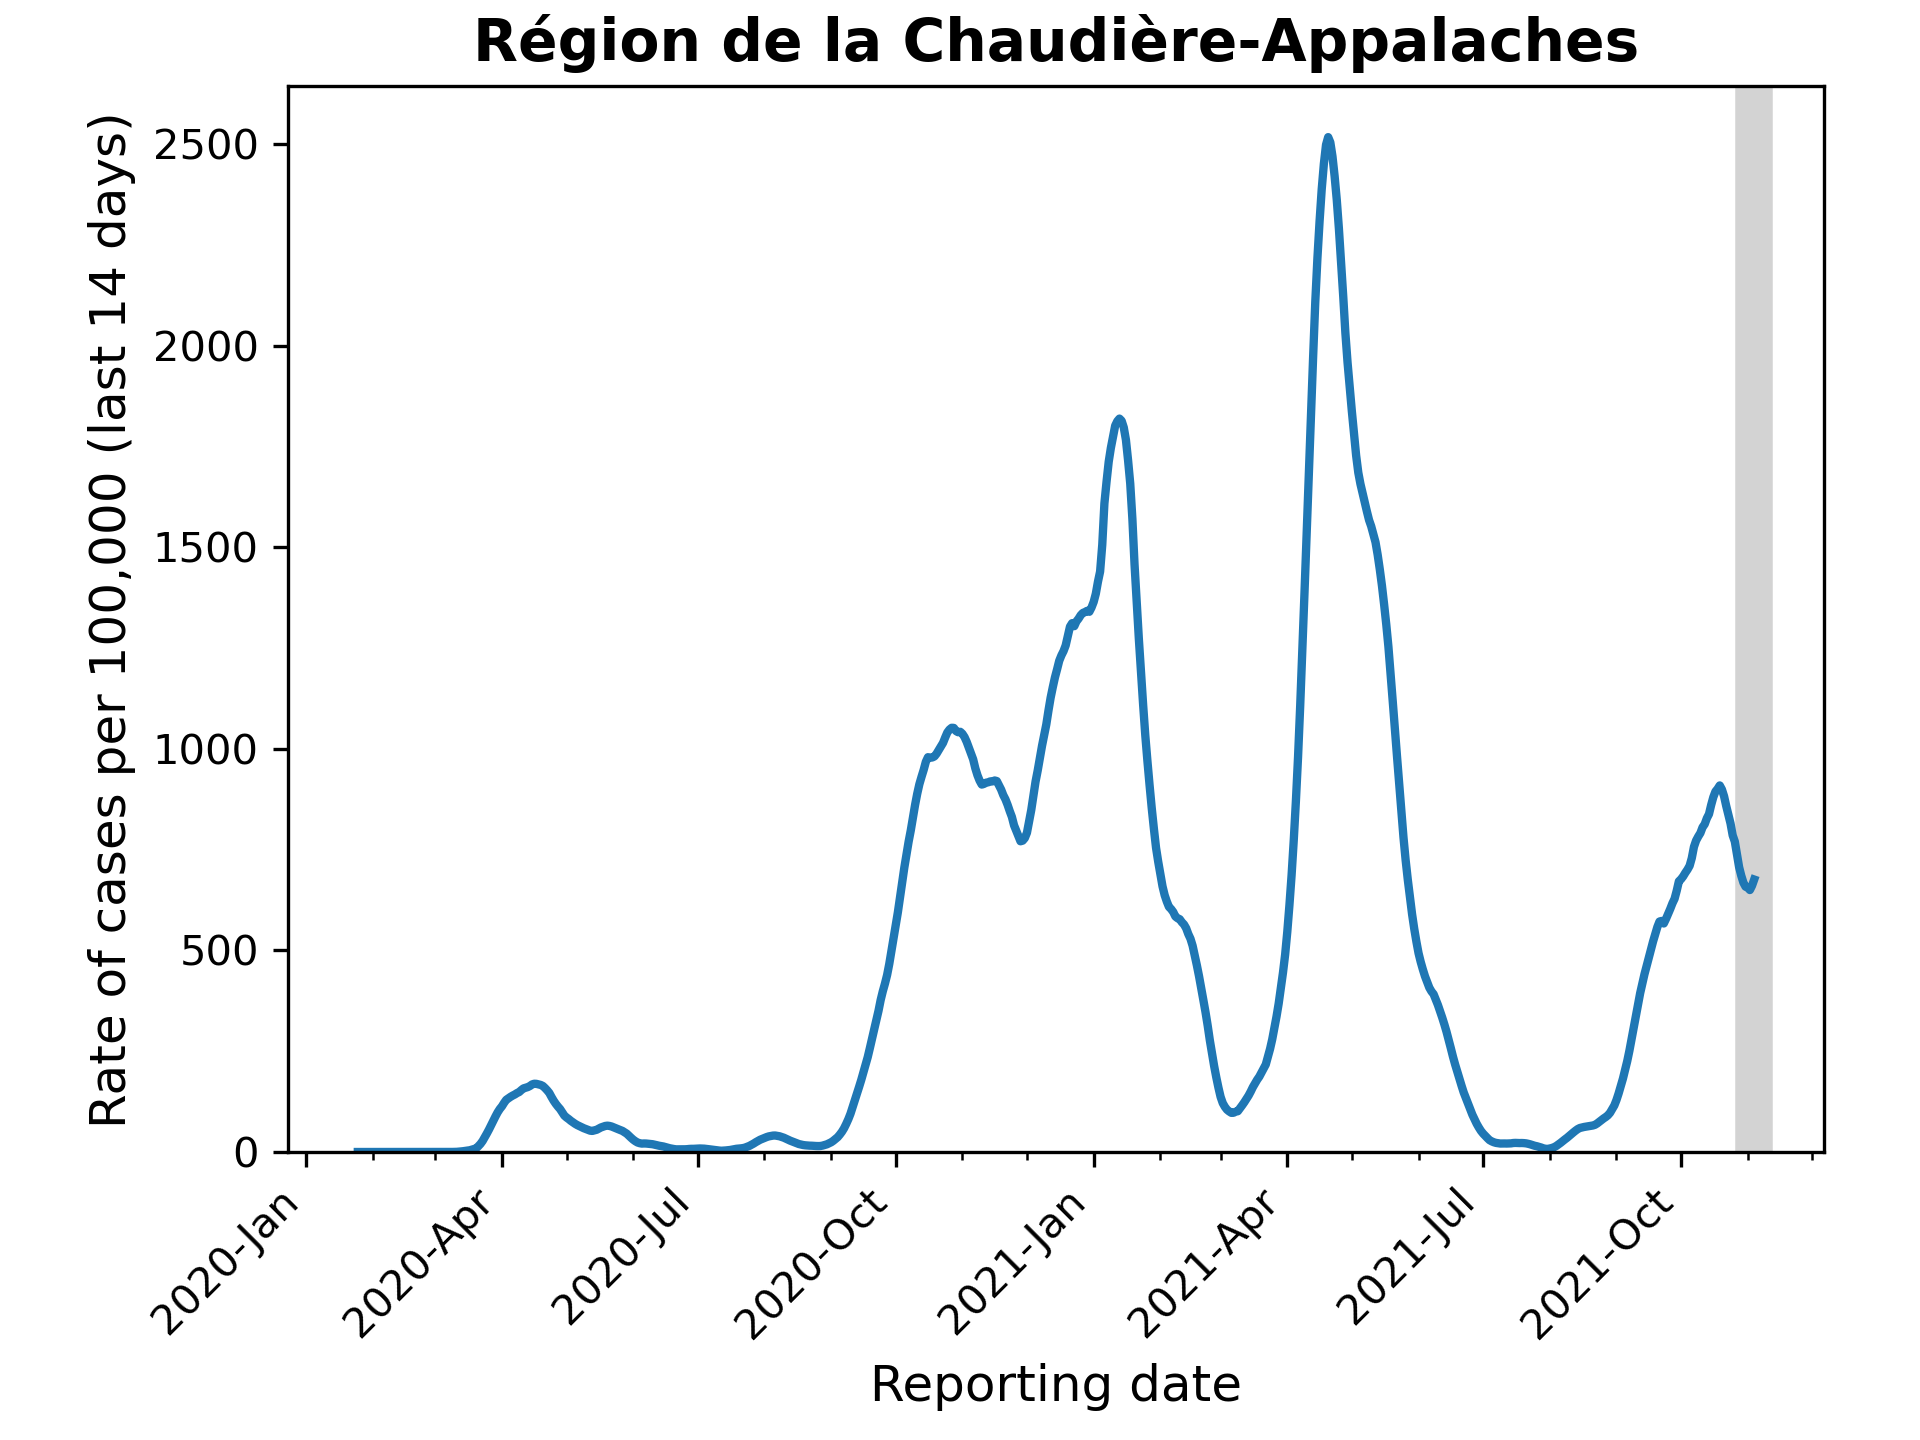 Région de la Chaudière-Appalaches
Rate of cases per 100,000 (last 14 days)
2500
2000
1500
1000
500
0
2020-Jan
2020-Apr
2020-Jul
2020-Oct
2021-Jan
2021-Apr
2021-Jul
2021-Oct
Reporting date